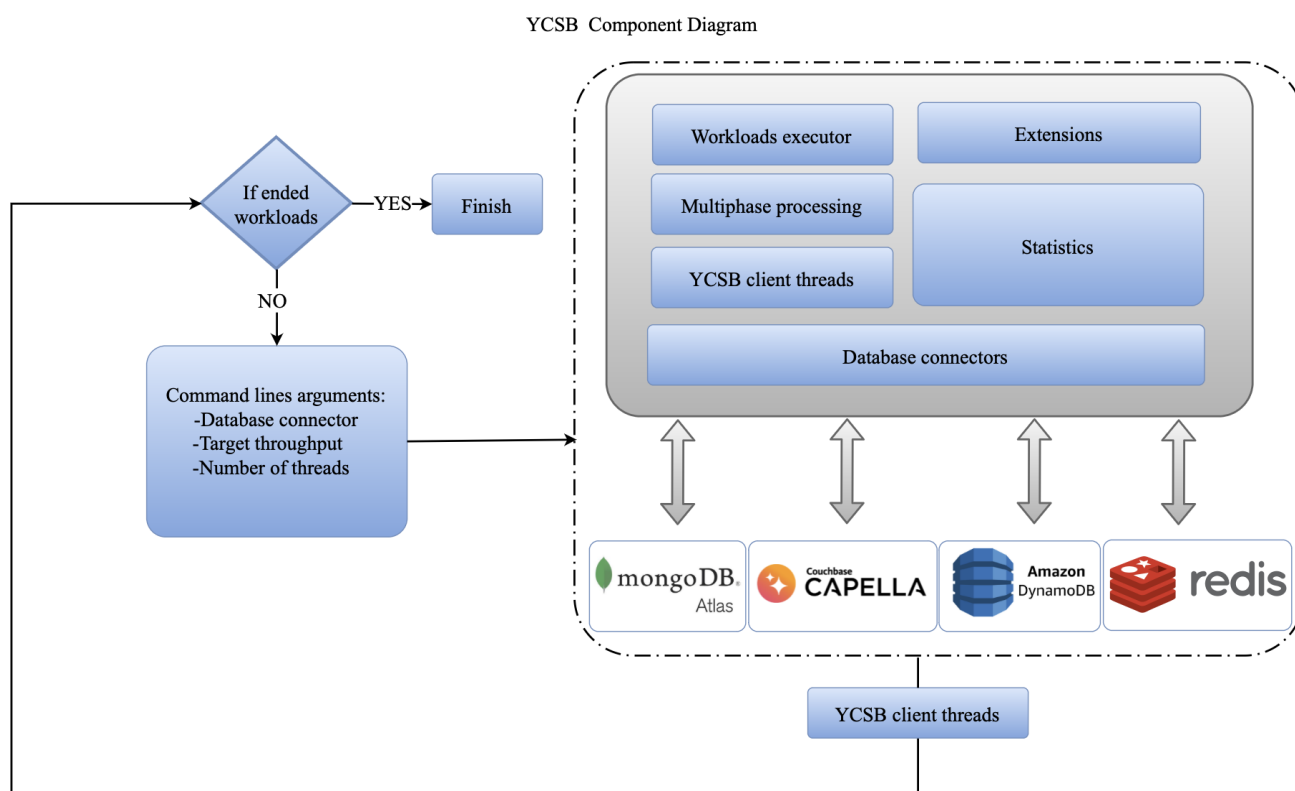 YCSB Component Diagram
Workloads executor
Extensions
If ended
workloads
YES
Finish
Multiphase processing
Statistics
YCSB client threads
NO
Database connectors
Command lines arguments:
-Database connector
-Target throughput
-Number of threads
mongoDB.
Atlas
Couchbase
CAPELLA
Amazon
DynamoDB
redis
YCSB client threads